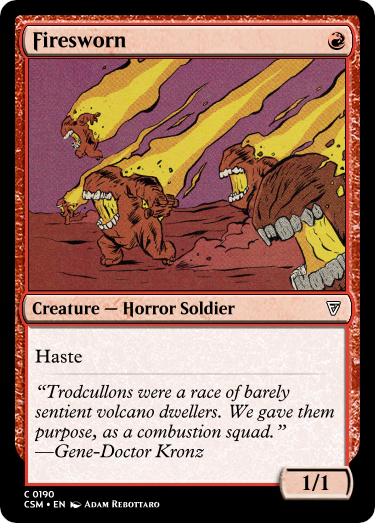 Firesworn
Creature — Horror Soldier
Haste
“Trodcullons were a race of barely
sentient volcano dwellers. We gave them
purpose, as a combustion squad.”
—Gene-Doctor Kronz
1/1
C 0190
CSM • EN Adam Rebottaro